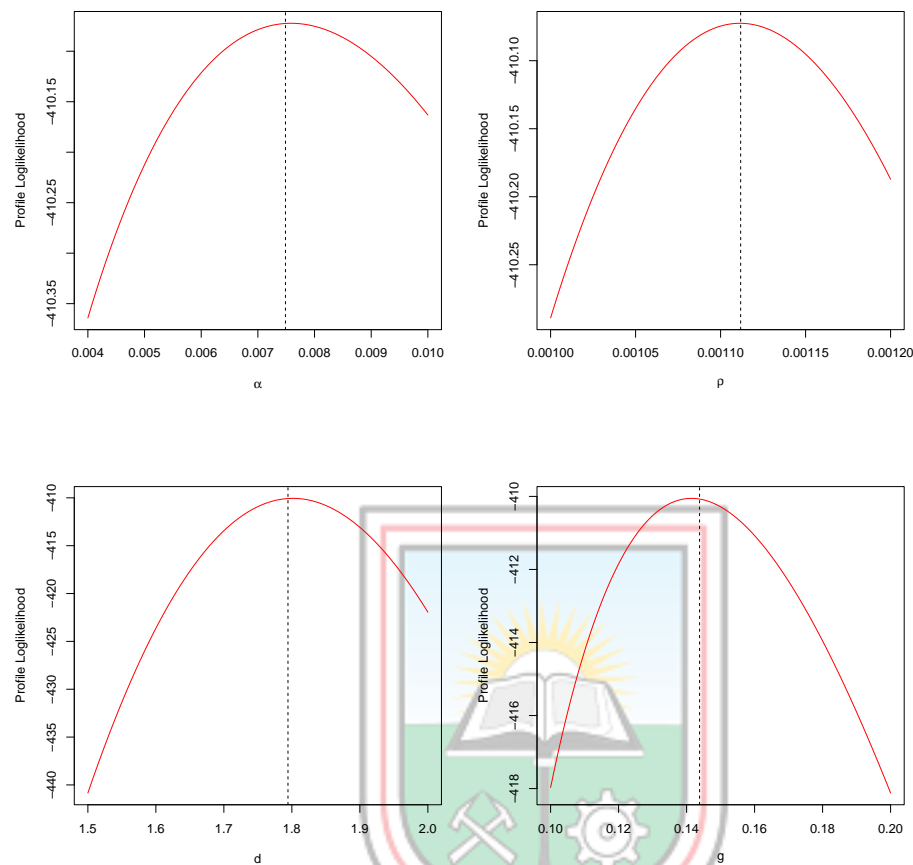 Profile Loglikelihood
−410.15
−410.25
−410.35
0.004 0.005 0.006 0.007 0.008 0.009 0.010
α
Profile Loglikelihood
−410.10
−410.15
−410.20
−410.25
0.00100 0.00105 0.00110 0.00115 0.00120
ρ
Profile Loglikelihood
−410
−415
−420
−425
−430
−435
−440
1.5 1.6 1.7 1.8 1.9 2.0
d
Profile Loglikelihood
−410
−412
−414
−416
−418
0.10 0.12 0.14 0.16 0.18 0.20
g